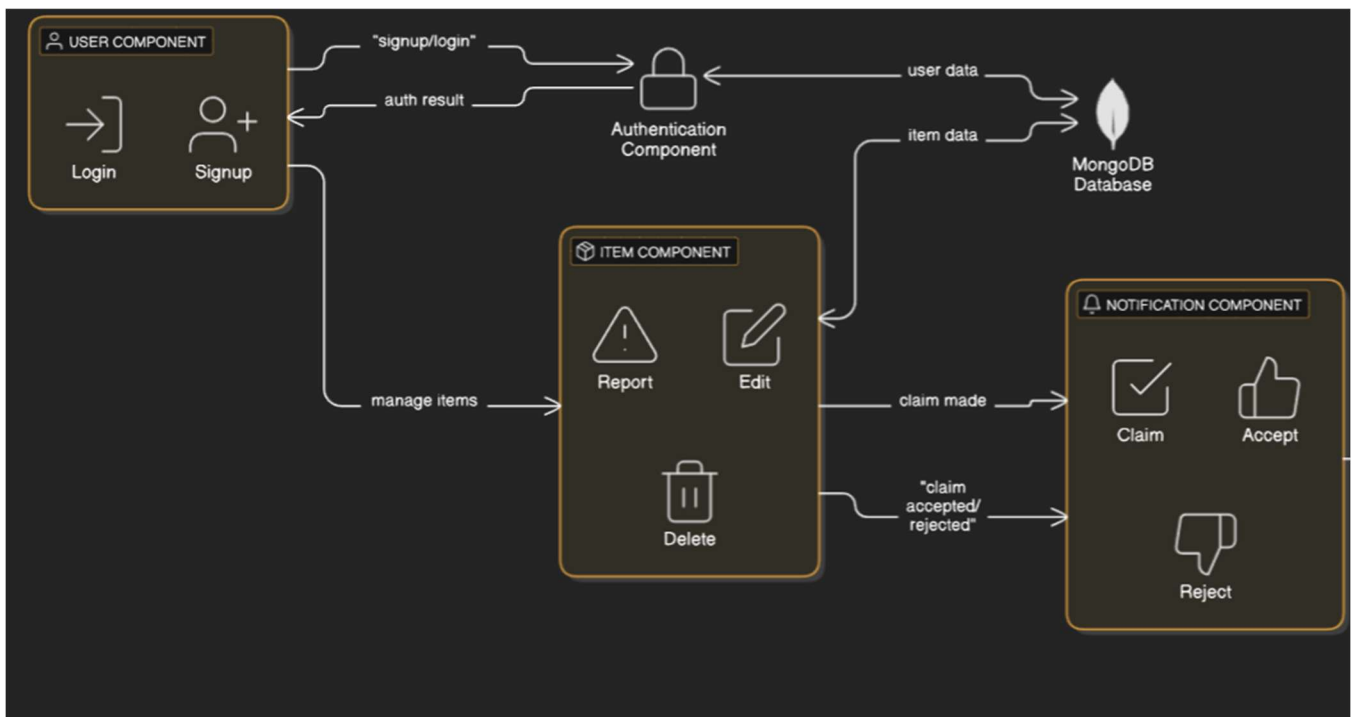 USER COMPONENT
Login
Signup
"signup/login"
auth result
Authentication
Component
user data
item data
MongoDB
Database
manage items
ITEM COMPONENT
Report
Edit
Delete
claim made
"claim
accepted/
rejected"
NOTIFICATION COMPONENT
Claim
Accept
Reject